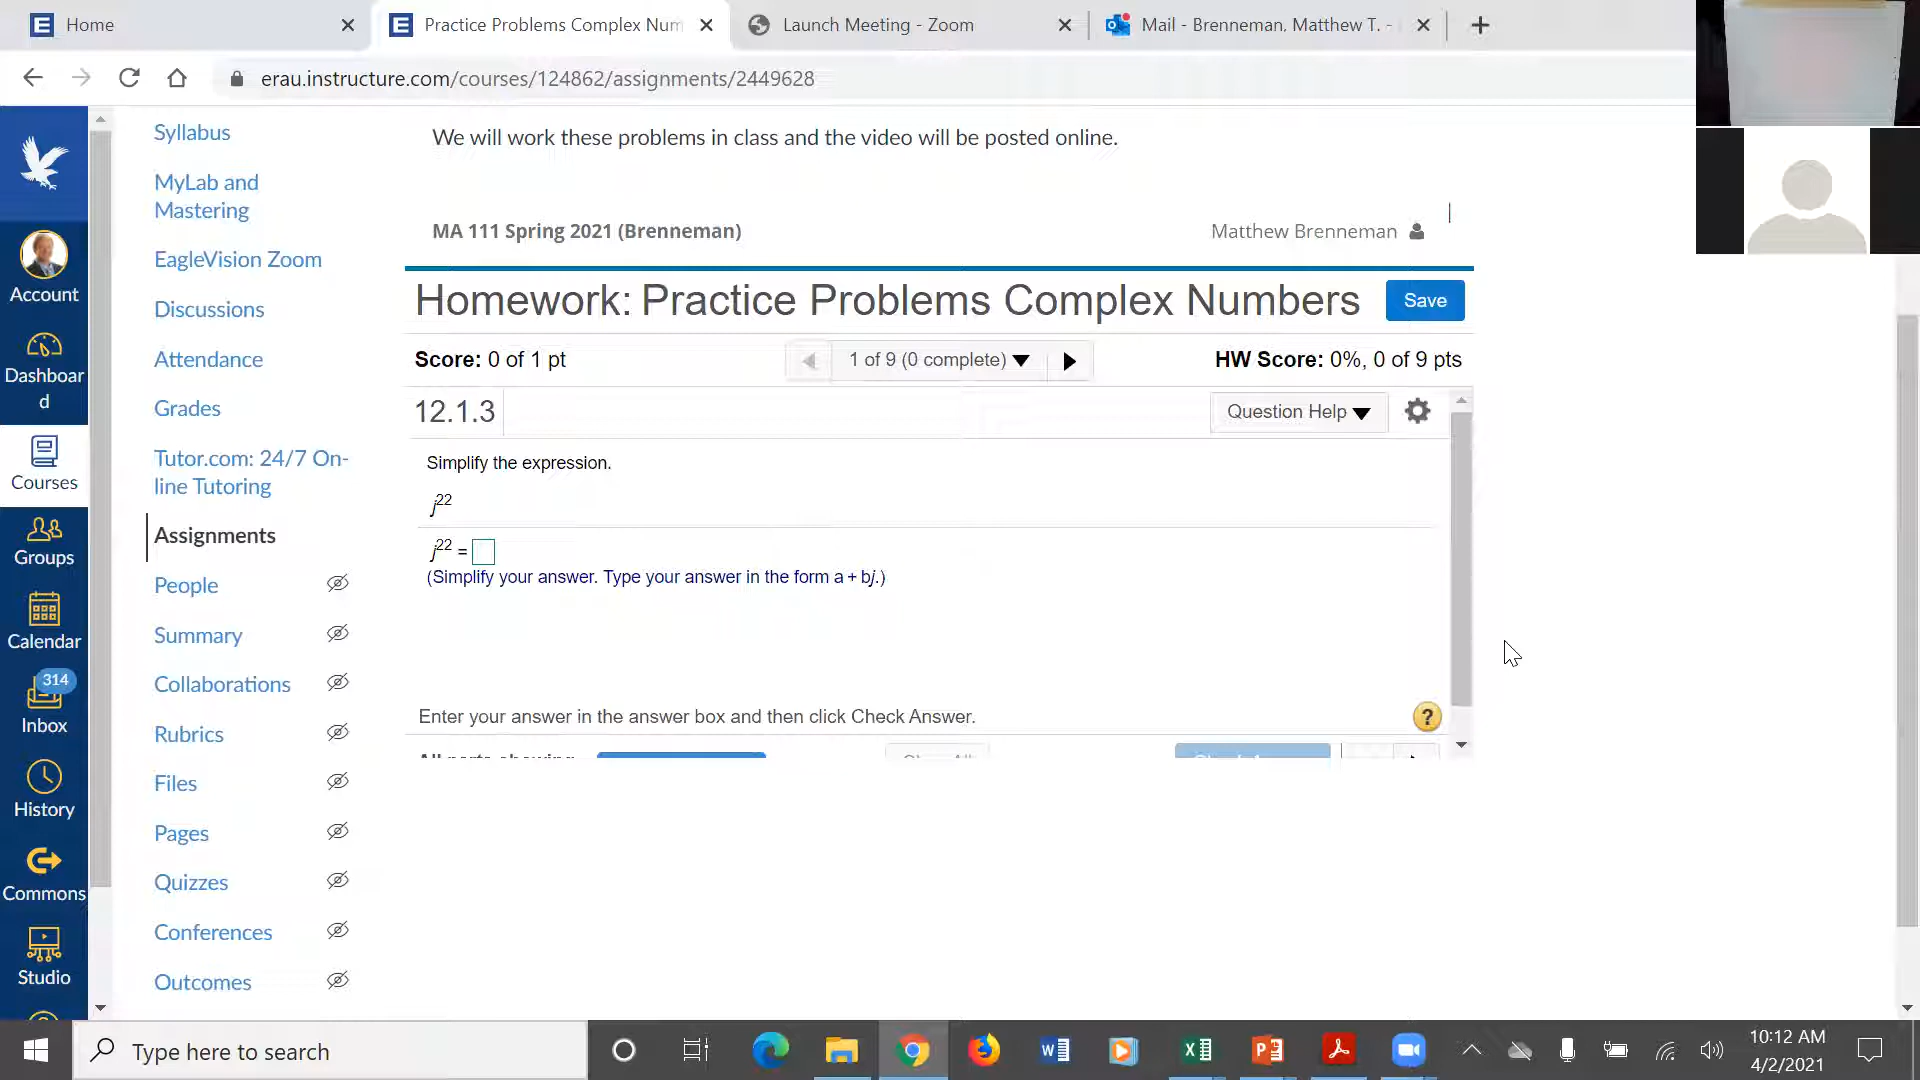 Home
Practice Problems Complex Num
Launch Meeting - Zoom
Mail - Brenneman, Matthew T. -
erau.instructure.com/courses/124862/assignments/2449628
Account
Dashboar
d
Courses
Groups
Calendar
314
Inbox
History
Commons
Studio
Syllabus
MyLab and
Mastering
EagleVision Zoom
Discussions
Attendance
Grades
Tutor.com: 24/7 On-
line Tutoring
Assignments
People
Summary
Collaborations
Rubrics
Files
Pages
Quizzes
Conferences
Outcomes
We will work these problems in class and the video will be posted online.
MA 111 Spring 2021 (Brenneman)
Matthew Brenneman
Homework: Practice Problems Complex Numbers
Save
Score: 0 of 1 pt
1 of 9 (0 complete)
HW Score: 0%, 0 of 9 pts
12.1.3
Question Help
Simplify the expression.
j²²
j²² =
(Simplify your answer. Type your answer in the form a + bj.)
Enter your answer in the answer box and then click Check Answer.
?
Type here to search
10:12 AM
4/2/2021